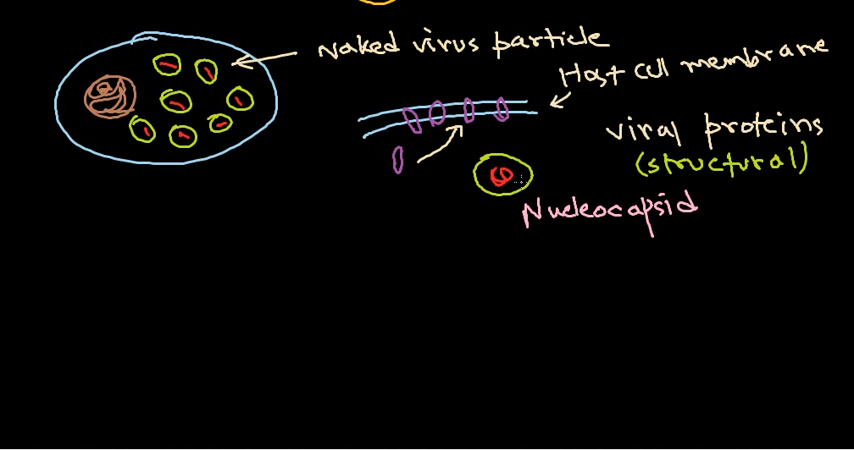 Naked virus particle
Host cell membrane
viral proteins
(structural)
Nucleocapsid